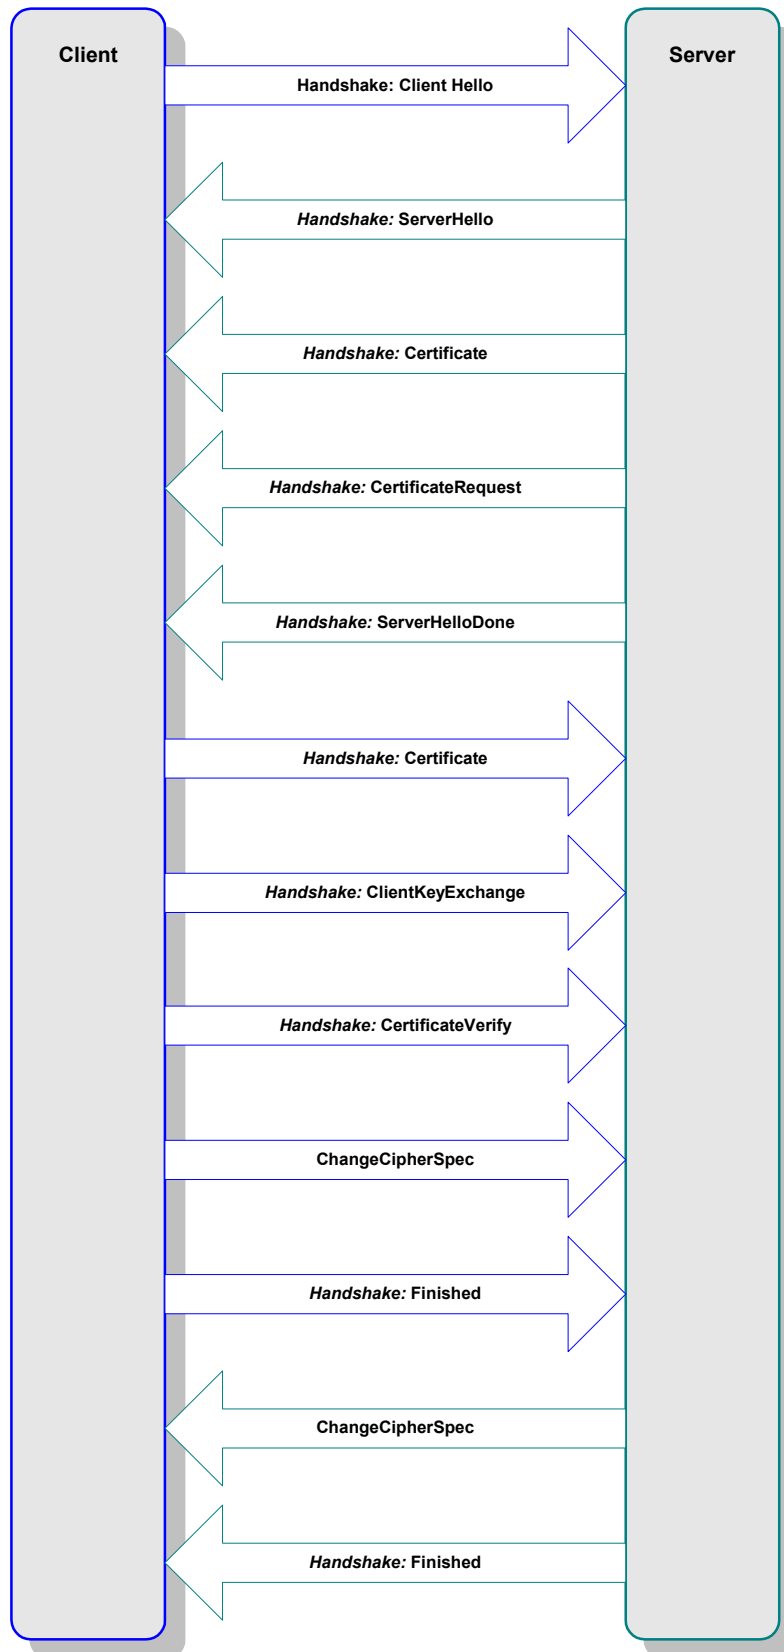 Client
Server
Handshake: Client Hello
Handshake: ServerHello
Handshake: Certificate
Handshake: CertificateRequest
Handshake: ServerHelloDone
Handshake: Certificate
Handshake: ClientKeyExchange
Handshake: CertificateVerify
ChangeCipherSpec
Handshake: Finished
ChangeCipherSpec
Handshake: Finished